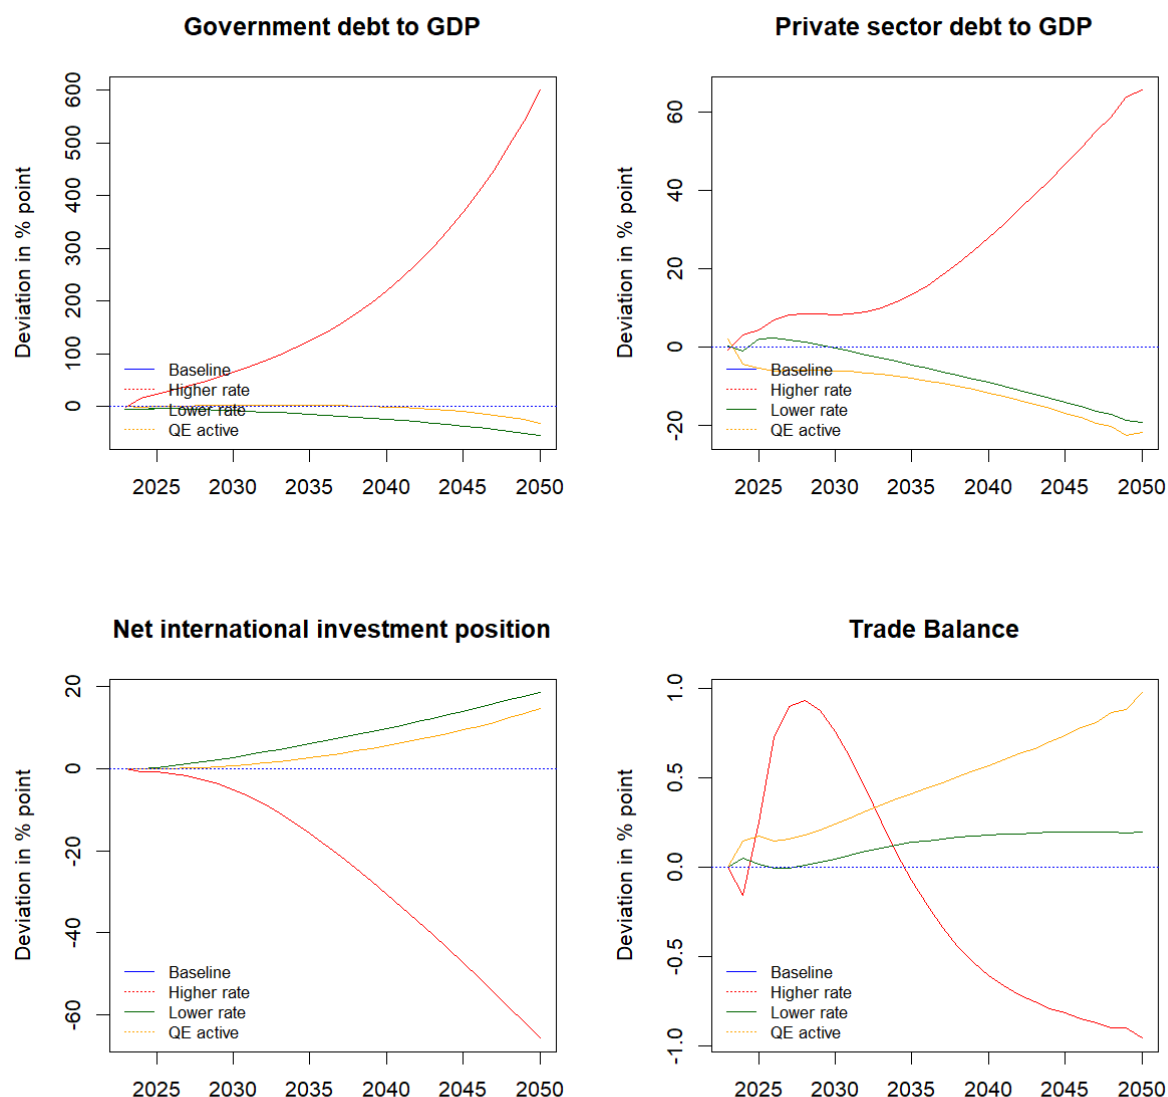 Government debt to GDP
Deviation in % point
600
500
400
300
200
100
0
Baseline
Higher rate
Lower rate
QE active
2025 2030 2035 2040 2045 2050
Private sector debt to GDP
Deviation in % point
60
40
20
0
-20
Baseline
Higher rate
Lower rate
QE active
2025 2030 2035 2040 2045 2050
Net international investment position
Deviation in % point
20
0
-20
-40
-60
Baseline
Higher rate
Lower rate
QE active
2025 2030 2035 2040 2045 2050
Trade Balance
Deviation in % point
1.0
0.5
0.0
-0.5
-1.0
Baseline
Higher rate
Lower rate
QE active
2025 2030 2035 2040 2045 2050